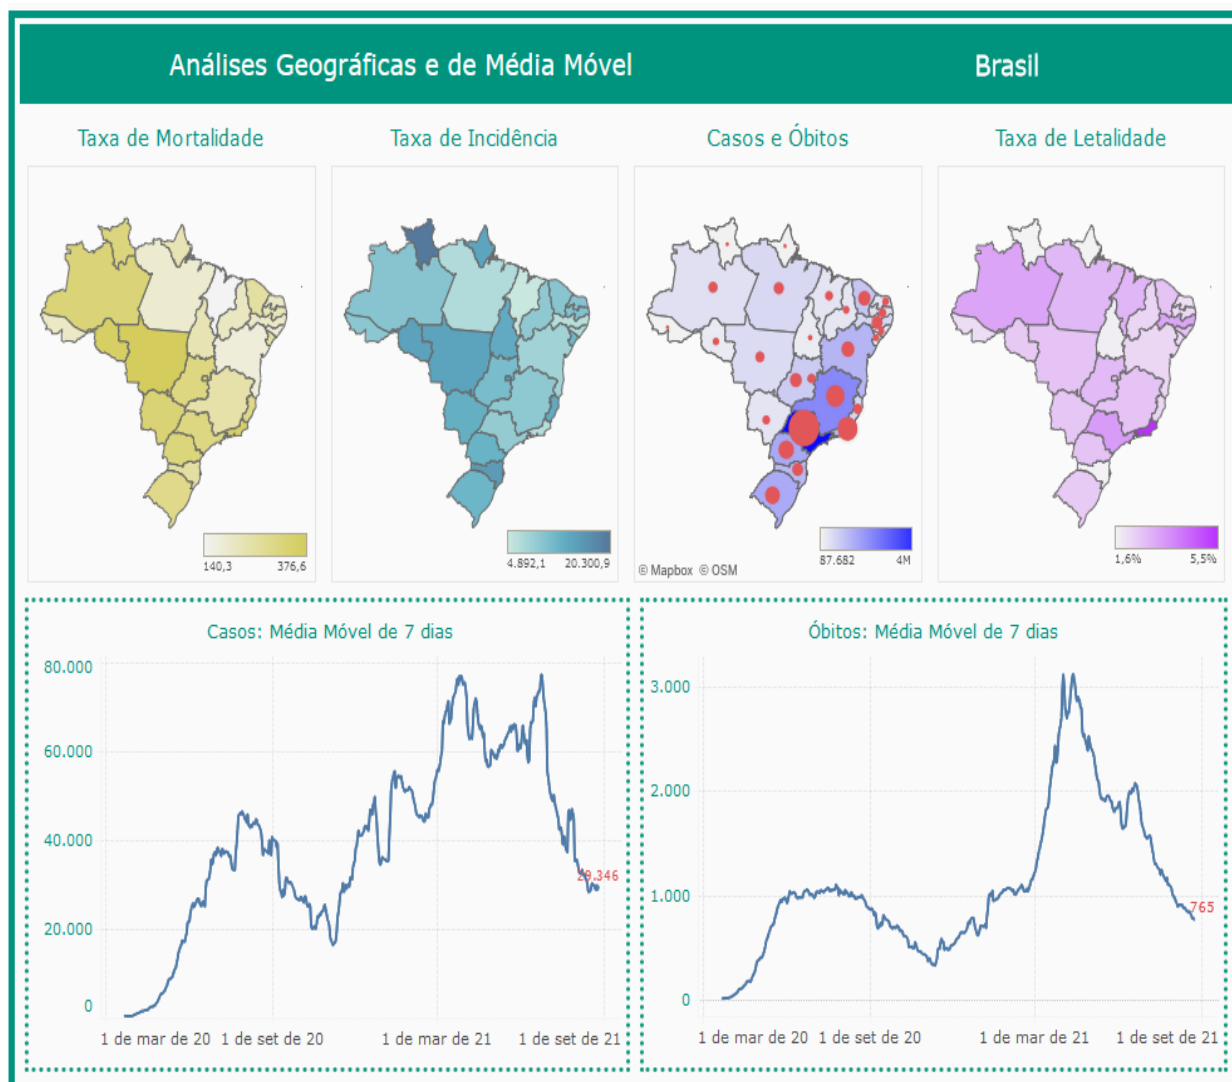 Análises Geográficas e de Média Móvel
Brasil
Taxa de Mortalidade
Taxa de Incidência
Casos e Óbitos
Taxa de Letalidade
140,3
376,6
4.892,1
20.300,9
© Mapbox © OSM
87.682
4M
1,6%
5,5%
Casos: Média Móvel de 7 dias
80.000
60.000
40.000
20.000
0
29.346
1 de mar de 20
1 de set de 20
1 de mar de 21
1 de set de 21
Óbitos: Média Móvel de 7 dias
3.000
2.000
1.000
0
765
1 de mar de 20
1 de set de 20
1 de mar de 21
1 de set de 21